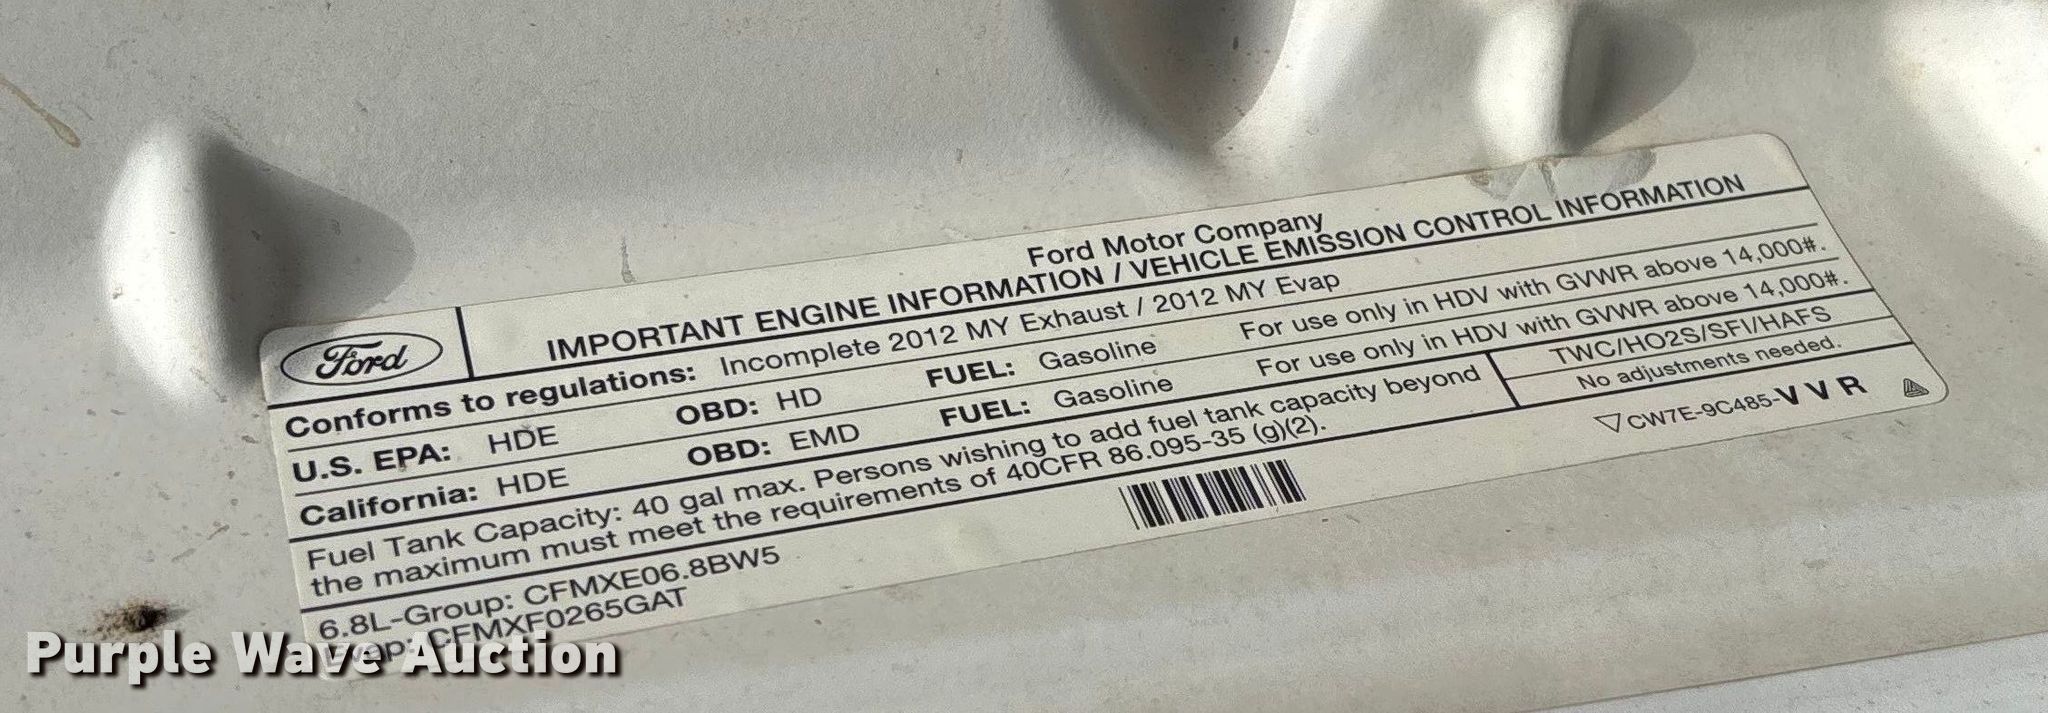 Ford Motor Company
Ford
IMPORTANT ENGINE INFORMATION / VEHICLE EMISSION CONTROL INFORMATION
Conforms to regulations: Incomplete 2012 MY Exhaust / 2012 MY Evap
U.S. EPA: HDE OBD: HD FUEL: Gasoline For use only in HDV with GVWR above 14,000#.
California: HDE OBD: EMD FUEL: Gasoline For use only in HDV with GVWR above 14,000#.
Fuel Tank Capacity: 40 gal max. Persons wishing to add fuel tank capacity beyond
the maximum must meet the requirements of 40CFR 86.095-35 (g)(2).
TWC/HO2S/SFI/HAFS
No adjustments needed.
6.8L-Group: CFMXE06.8BW5
Evap: CFMXF0265GAT
CW7E-9C485-VVR
Purple Wave Auction